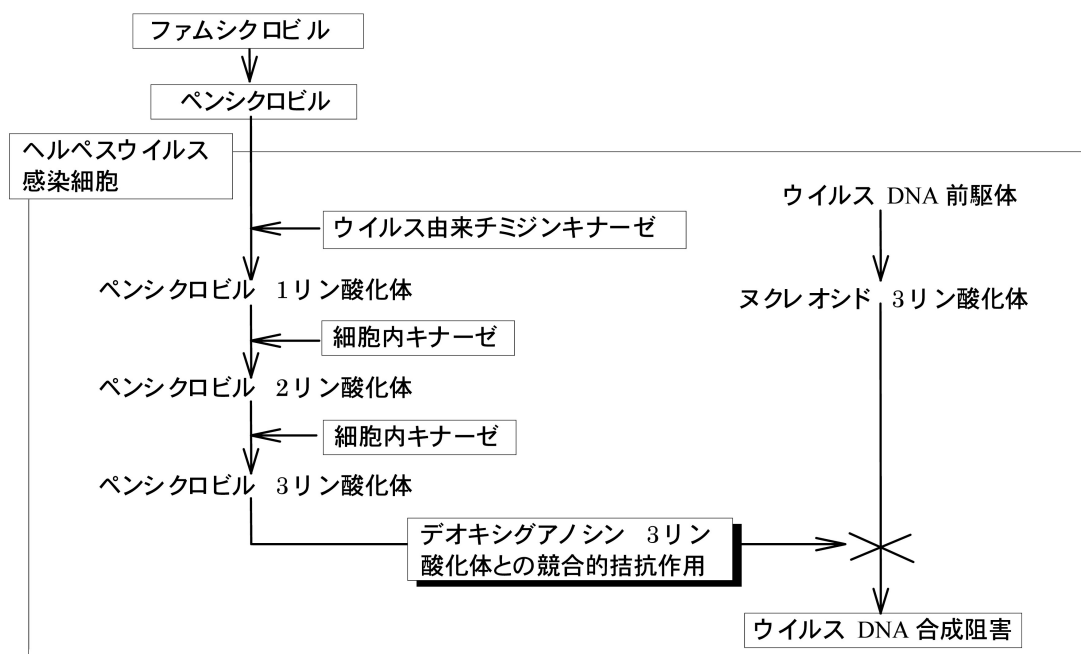 ファムシクロビル
ペンシクロビル
ヘルペスウイルス
感染細胞
ウイルス DNA 前駆体
ウイルス由来チミジンキナーゼ
ペンシクロビル 1リン酸化体
ヌクレオシド 3リン酸化体
細胞内キナーゼ
ペンシクロビル 2リン酸化体
細胞内キナーゼ
ペンシクロビル 3リン酸化体
デオキシグアノシン 3リン
酸化体との競合的拮抗作用
ウイルス DNA 合成阻害